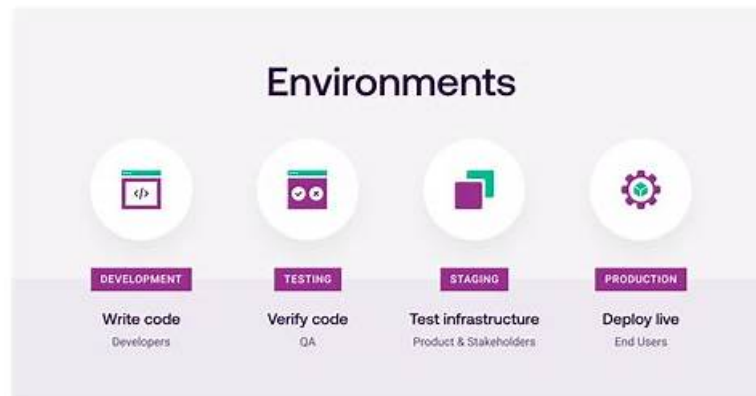 Environments
</>
DEVELOPMENT
TESTING
STAGING
PRODUCTION
Write code
Verify code
Test infrastructure
Deploy live
Developers
QA
Product & Stakeholders
End Users